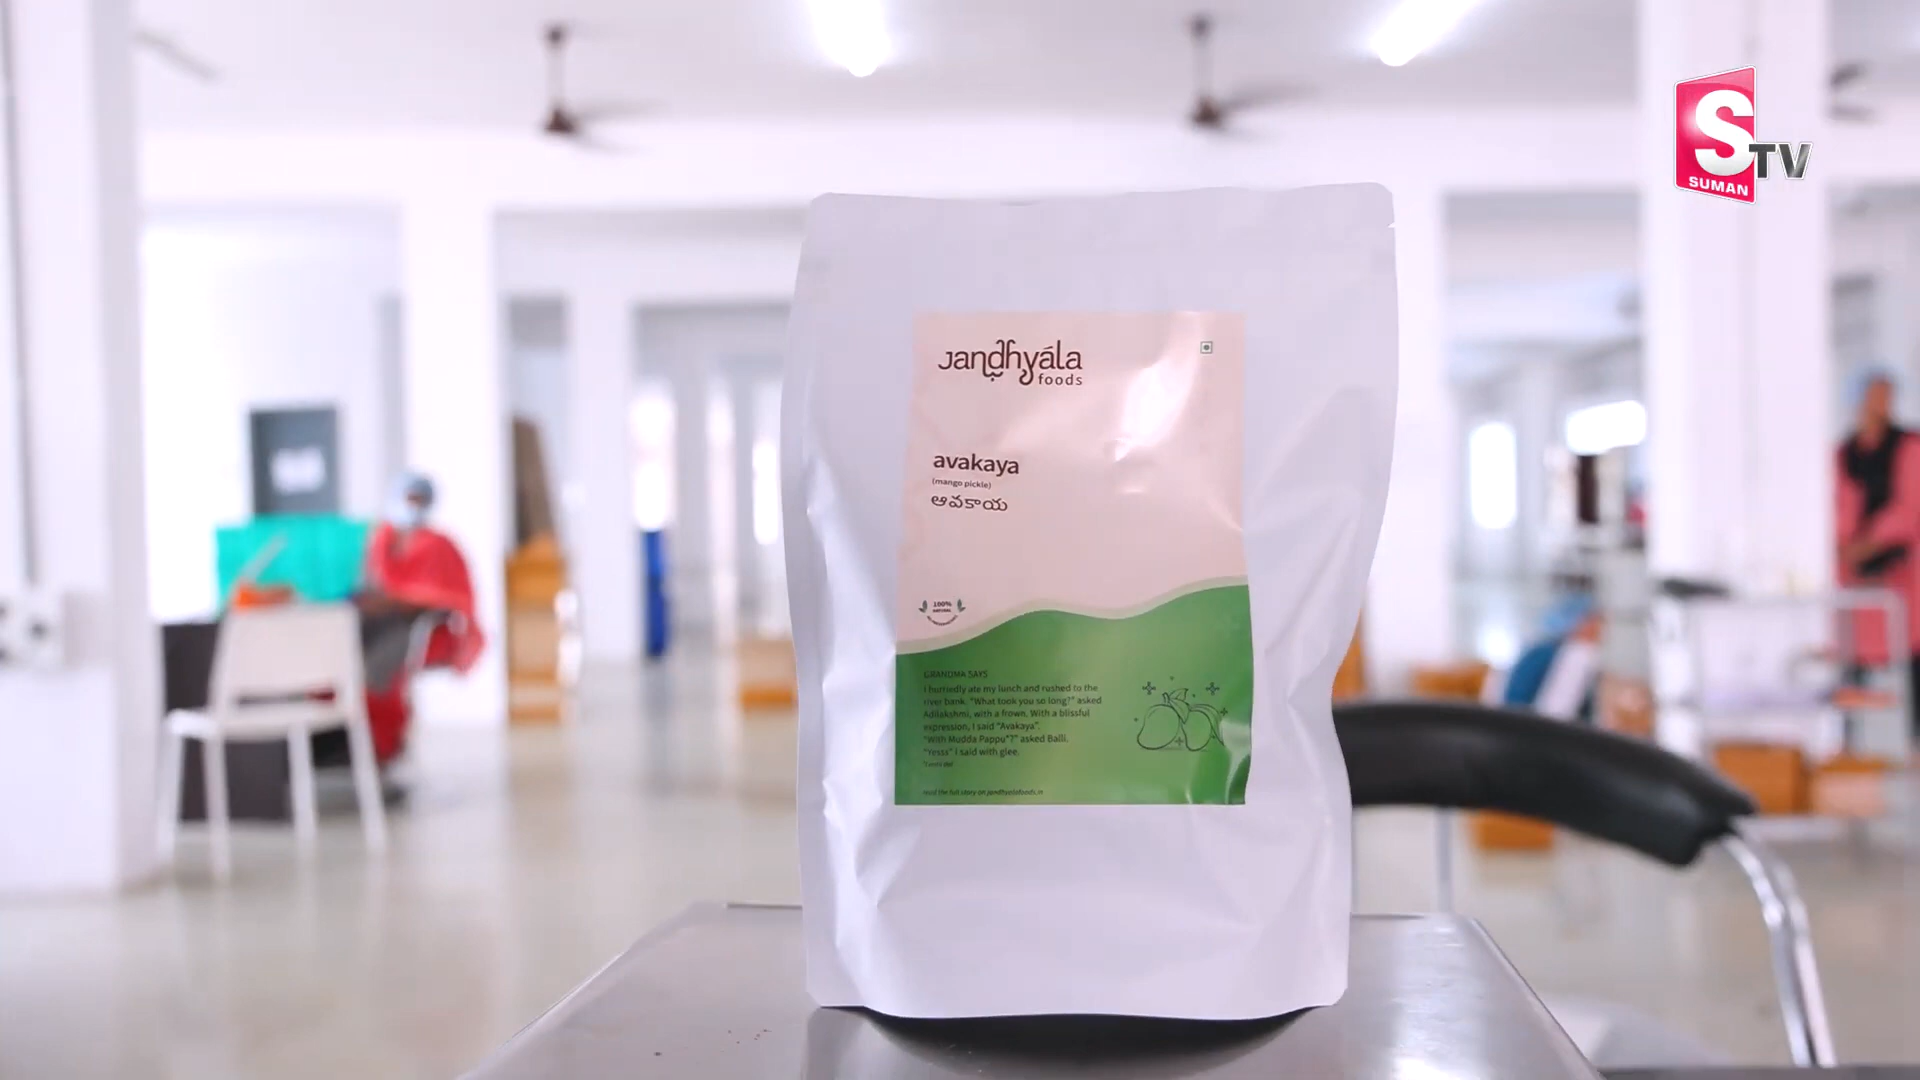 S
TV
SUMAN
jandhyála
foods
avakaya
(mango pickle)
ఆవకాయ
100%
NATURAL
GRANDMA SAYS
I hurriedly ate my lunch and rushed to the
river bank. "What took you so long?" asked
Adilakshmi, with a frown. With a blissful
expression, I said "Avakaya".
"With Mudda Pappu*?" asked Balli.
"Yesss" I said with glee.
read the full story on jandhyalafoods.in